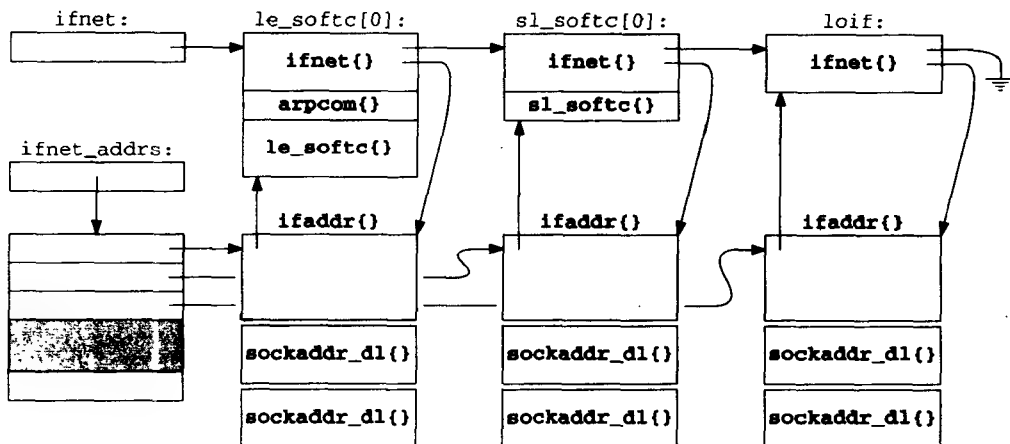 ifnet: le_softc[0]: sl_softc[0]: loif:
ifnet{} ifnet{} ifnet{}
arpcom{} sl_softc{}
le_softc{}
ifnet_addrs:
ifaddr{} ifaddr{} ifaddr{}
sockaddr_dl{} sockaddr_dl{} sockaddr_dl{}
sockaddr_dl{} sockaddr_dl{} sockaddr_dl{}